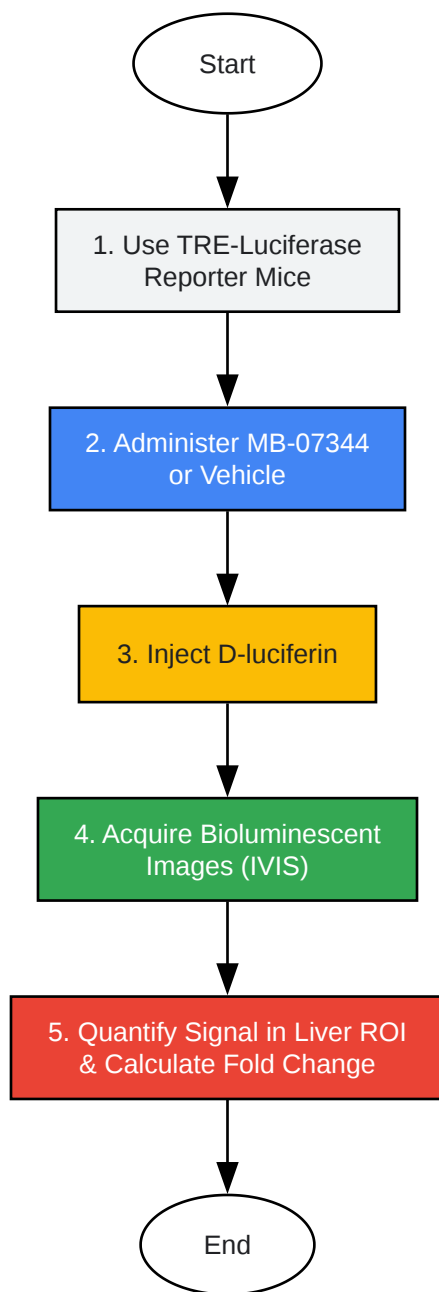 Start
1. Use TRE-Luciferase
Reporter Mice
2. Administer MB-07344
or Vehicle
3. Inject D-luciferin
4. Acquire Bioluminescent
Images (IVIS)
5. Quantify Signal in Liver ROI
& Calculate Fold Change
End